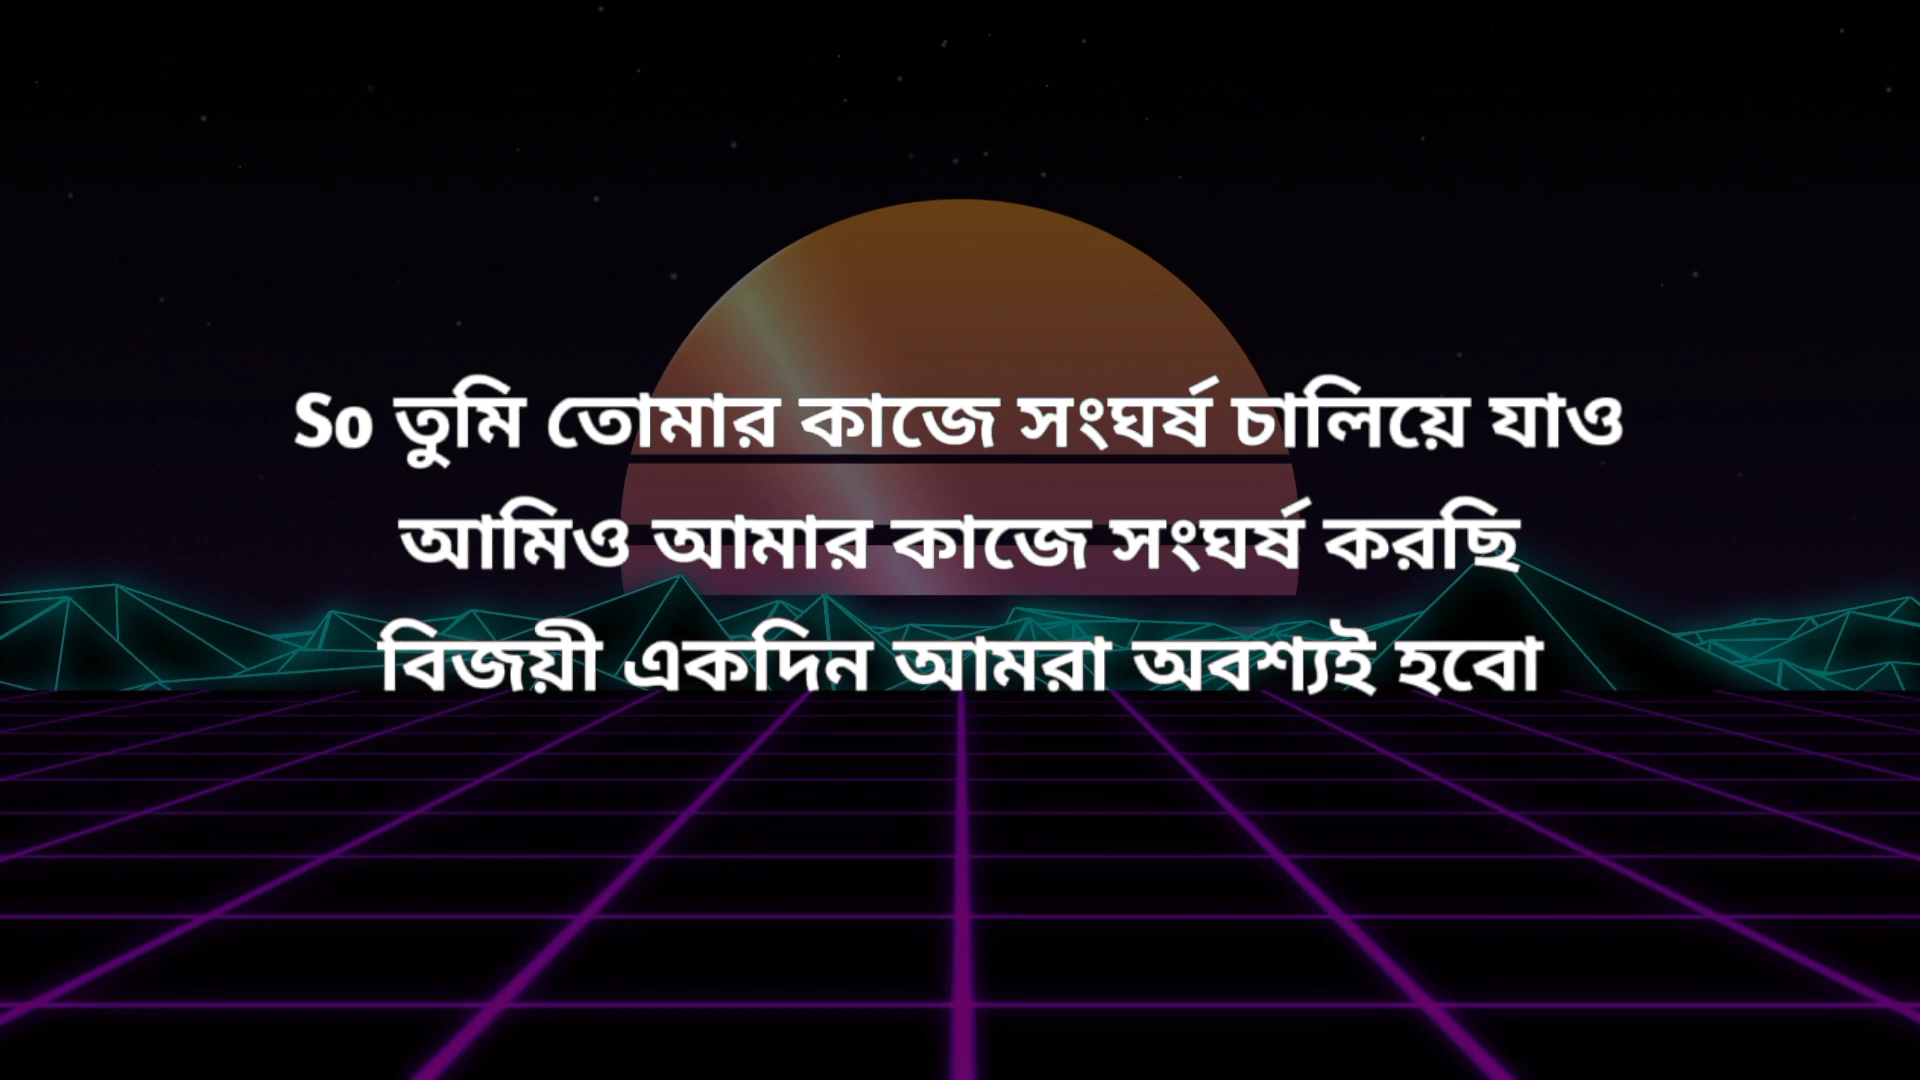 So তুমি তোমার কাজে সংঘর্ষ চালিয়ে যাও
আমিও আমার কাজে সংঘর্ষ করছি
বিজয়ী একদিন আমরা অবশ্যই হবো